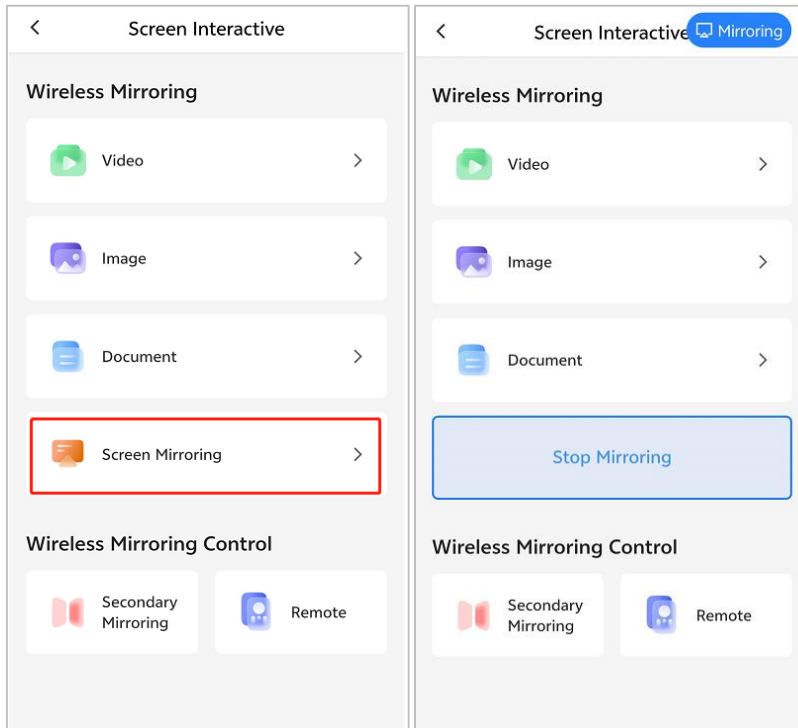 Screen Interactive
Wireless Mirroring
Video
Image
Document
Screen Mirroring
Wireless Mirroring Control
Secondary
Mirroring
Remote
Screen Interactive
Mirroring
Wireless Mirroring
Video
Image
Document
Stop Mirroring
Wireless Mirroring Control
Secondary
Mirroring
Remote